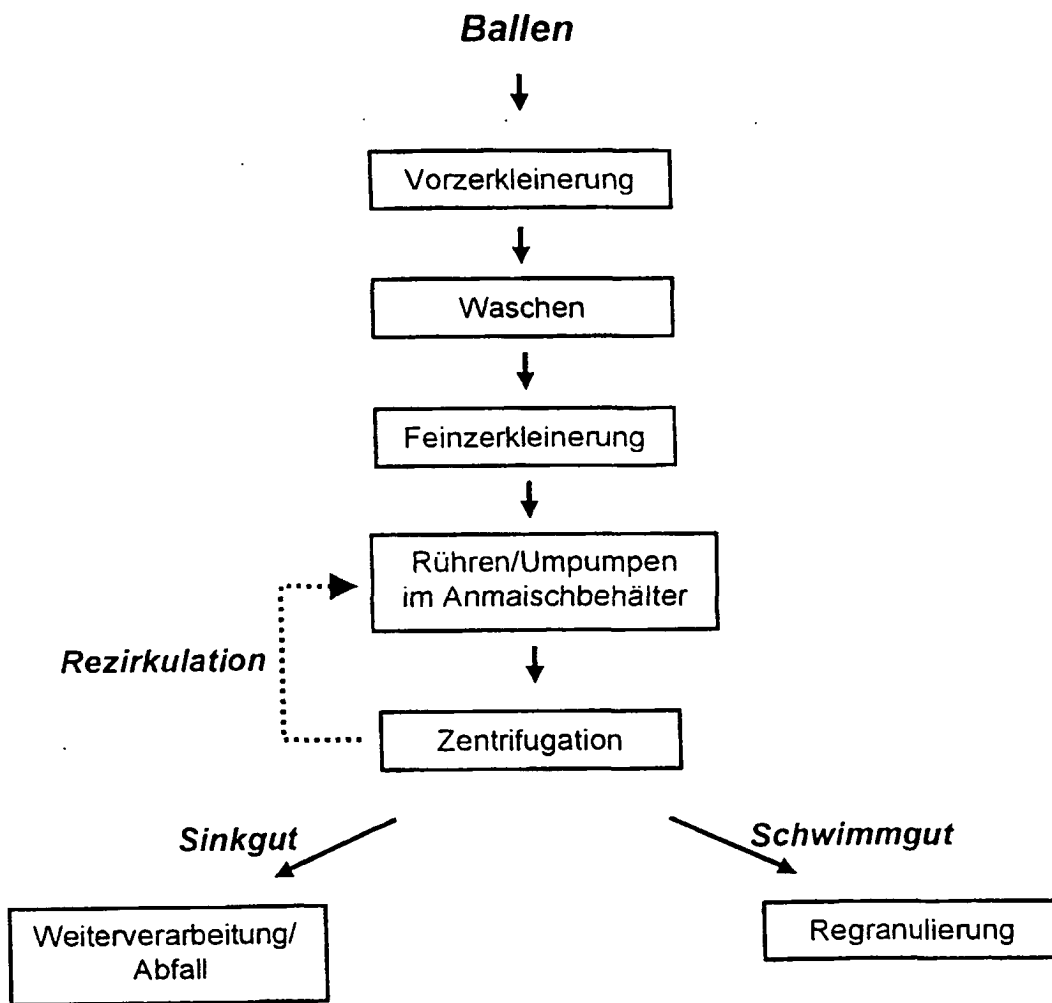 Ballen
Vorzerkleinerung
Waschen
Feinzerkleinerung
Rühren/Umpumpen
im Anmaischbehälter
Rezirkulation
Zentrifugation
Sinkgut
Schwimmgut
Weiterverarbeitung/
Abfall
Regranulierung